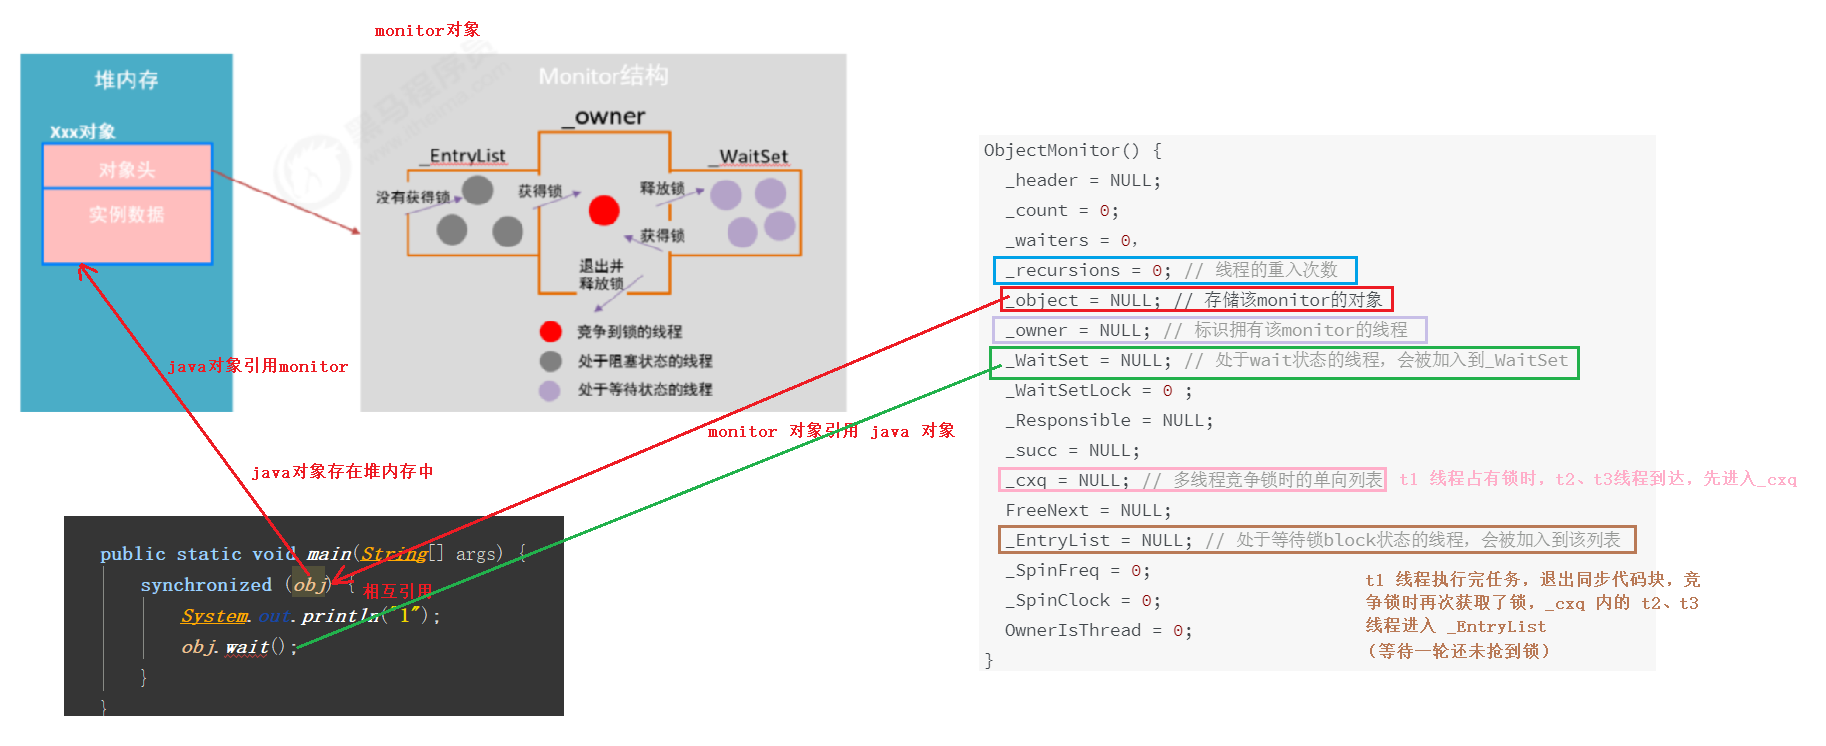 monitor对象
堆内存
Xxx对象
对象头
实例数据
黑马程序员
www.itheima.com
Monitor结构
_owner
_EntryList
_WaitSet
没有获得锁
获得锁
释放锁
获得锁
退出并
释放锁
竞争到锁的线程
处于阻塞状态的线程
处于等待状态的线程
java对象引用monitor
monitor 对象引用 java 对象
java对象存在堆内存中
public static void main(String[] args) {
synchronized (obj) {
相互引用
System.out.println("1");
obj.wait();
}
}
ObjectMonitor() {
_header = NULL;
_count = 0;
_waiters = 0,
_recursions = 0; // 线程的重入次数
_object = NULL; // 存储该monitor的对象
_owner = NULL; // 标识拥有该monitor的线程
_WaitSet = NULL; // 处于wait状态的线程，会被加入到_WaitSet
_WaitSetLock = 0 ;
_Responsible = NULL;
_succ = NULL;
_cxq = NULL; // 多线程竞争锁时的单向列表
t1 线程占有锁时，t2、t3线程到达，先进入_cxq
FreeNext = NULL;
_EntryList = NULL; // 处于等待锁block状态的线程，会被加入到该列表
_SpinFreq = 0;
_SpinClock = 0;
OwnerIsThread = 0;
}
t1 线程执行完任务，退出同步代码块，竞
争锁时再次获取了锁，_cxq 内的 t2、t3
线程进入 _EntryList
（等待一轮还未抢到锁）